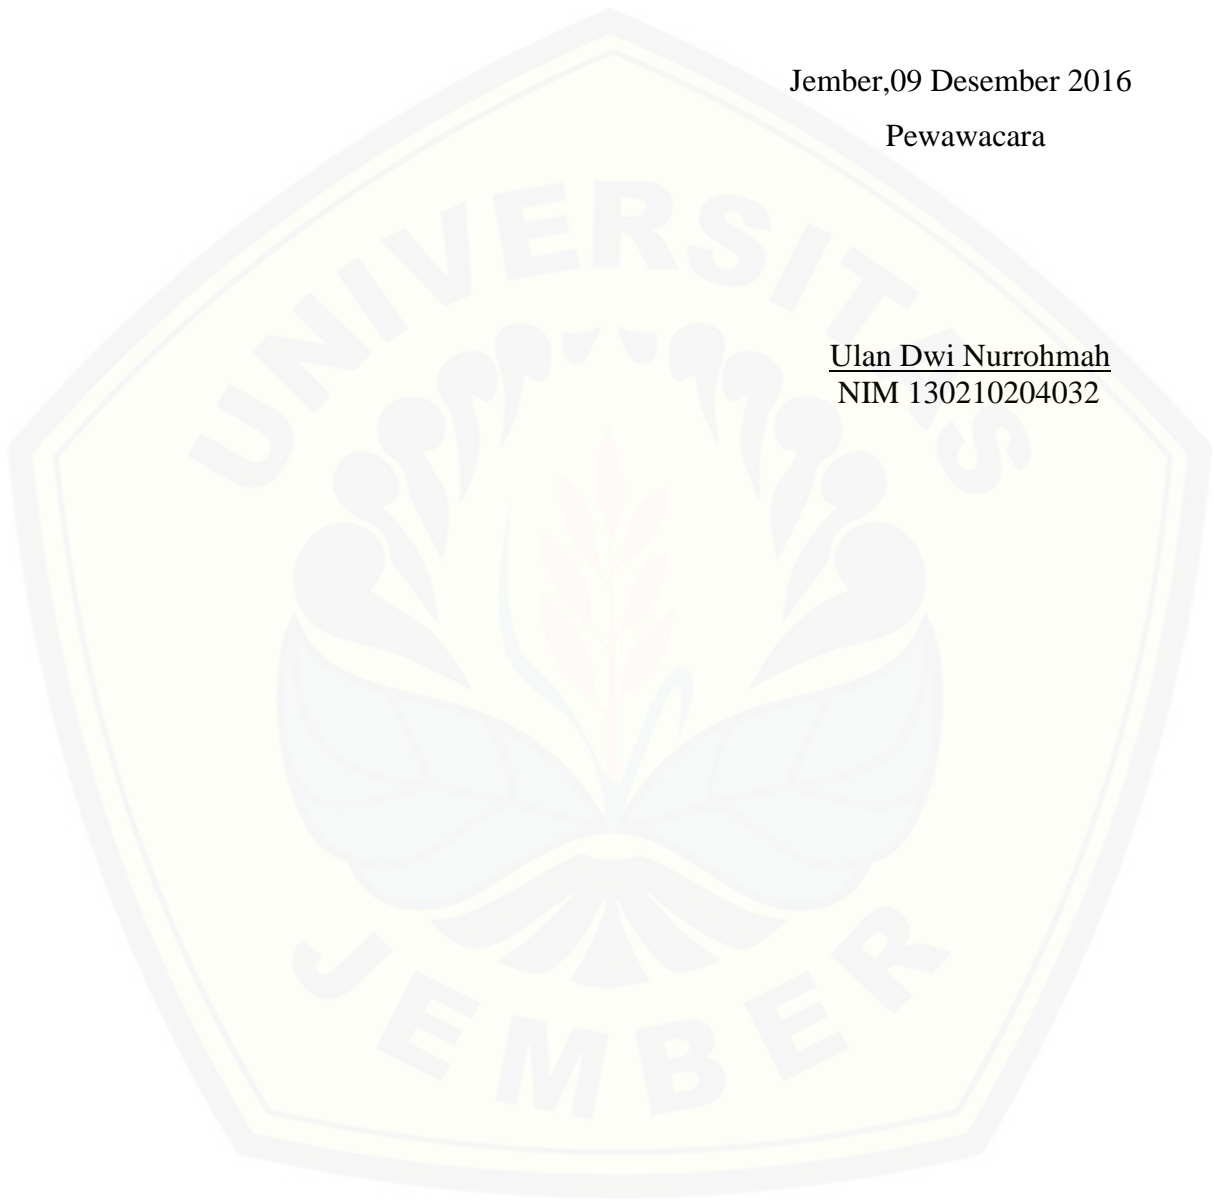 Jember,09 Desember 2016
Pewawacara
Ulan Dwi Nurrohmah
NIM 130210204032
UNIVERSITAS
JEMBER